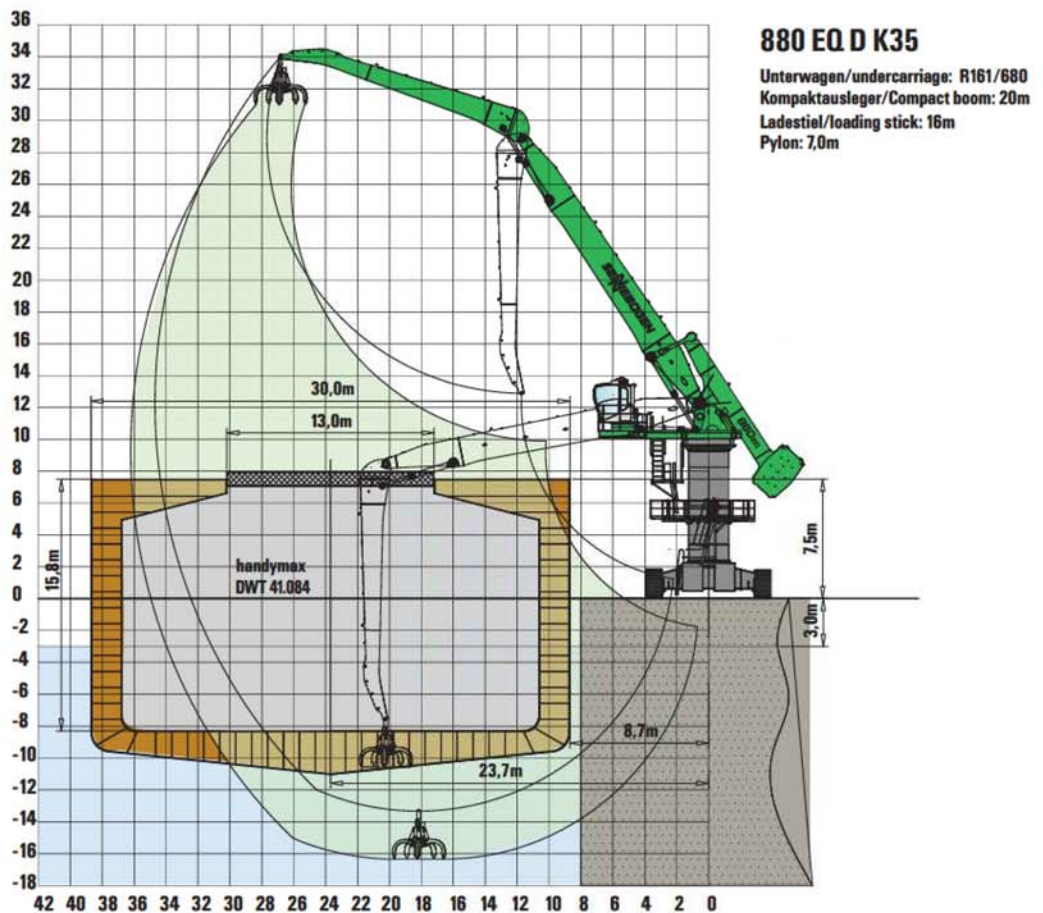 880 EQ D K35
Unterwagen/undercarriage: R161/680
Kompaktausleger/Compact boom: 20m
Ladestiel/loading stick: 16m
Pylon: 7,0m
36
34
32
30
28
26
24
22
20
18
16
14
12
10
8
6
4
2
0
-2
-4
-6
-8
-10
-12
-14
-16
-18
SENNEBOGEN
30,0m
13,0m
15,8m
handymax
DWT 41.084
7,5m
3,0m
8,7m
23,7m
42 40 38 36 34 32 30 28 26 24 22 20 18 16 14 12 10 8 6 4 2 0